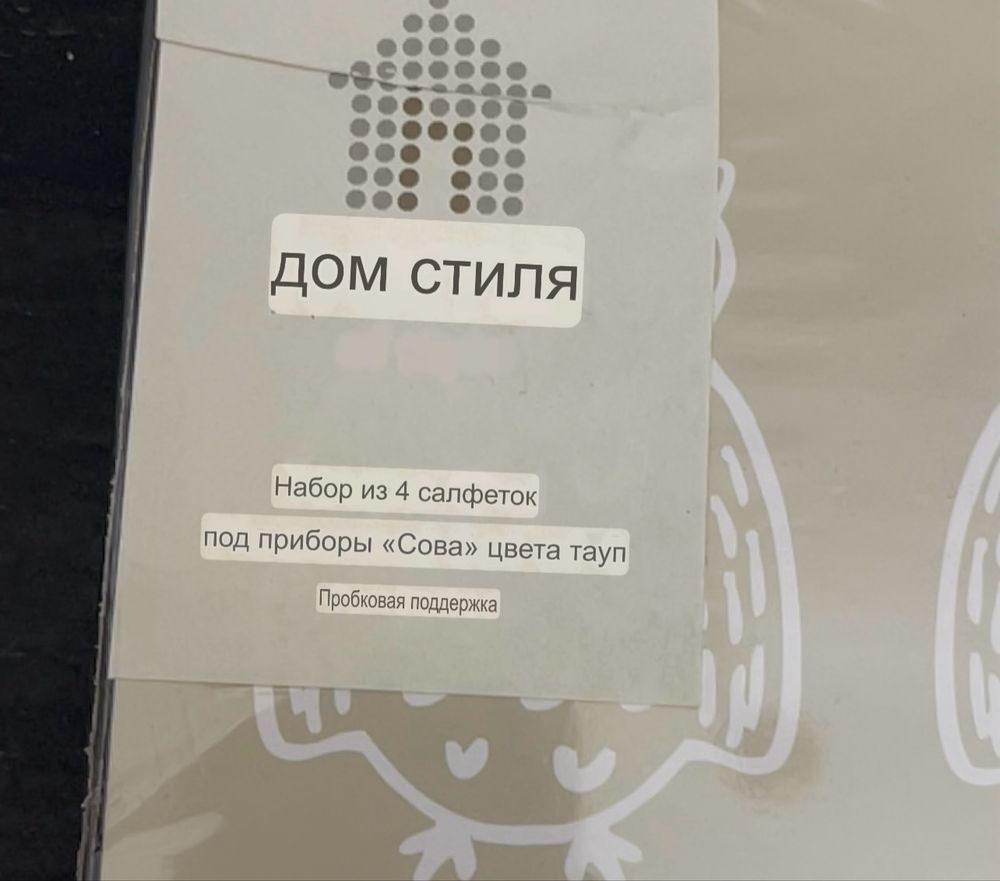 дом стиля
Набор из 4 салфеток
под приборы «Сова» цвета тауп
Пробковая поддержка